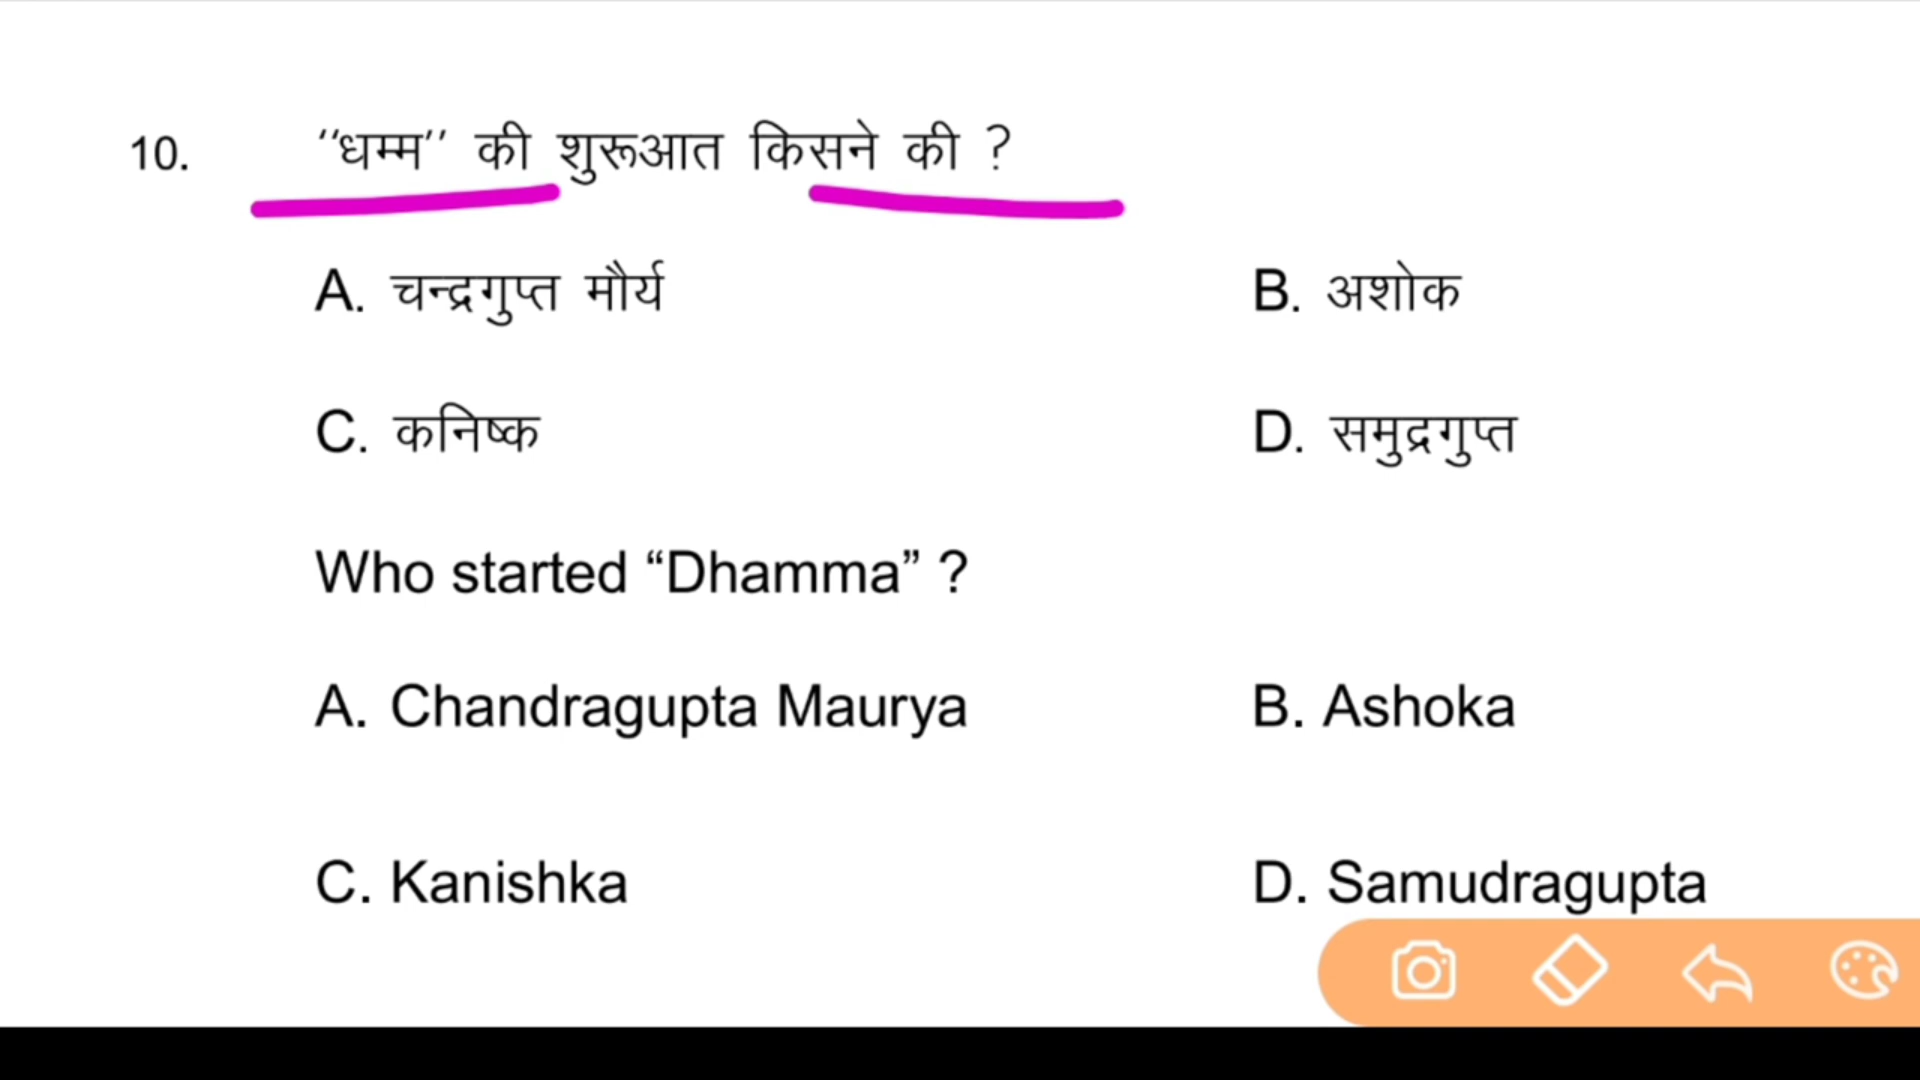 10. ‘‘धम्म’’ की शुरूआत किसने की ?
A. चन्द्रगुप्त मौर्य B. अशोक
C. कनिष्क D. समुद्रगुप्त
Who started “Dhamma” ?
A. Chandragupta Maurya B. Ashoka
C. Kanishka D. Samudragupta